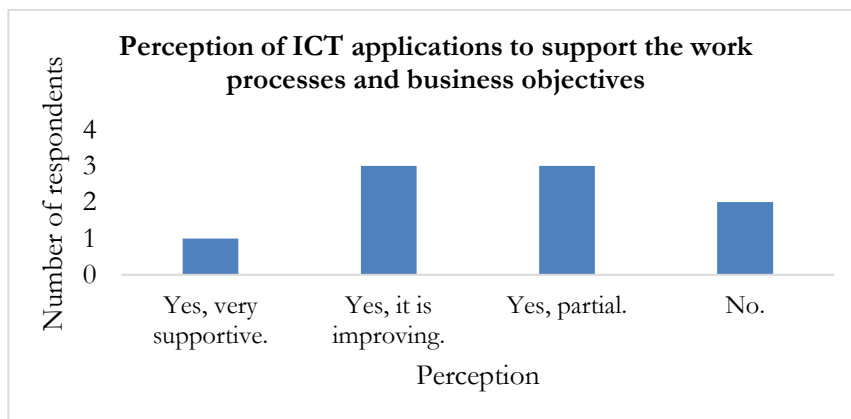 Perception of ICT applications to support the work
processes and business objectives
Number of respondents
4
3
2
1
0
Yes, very
supportive.
Yes, it is
improving.
Yes, partial.
No.
Perception